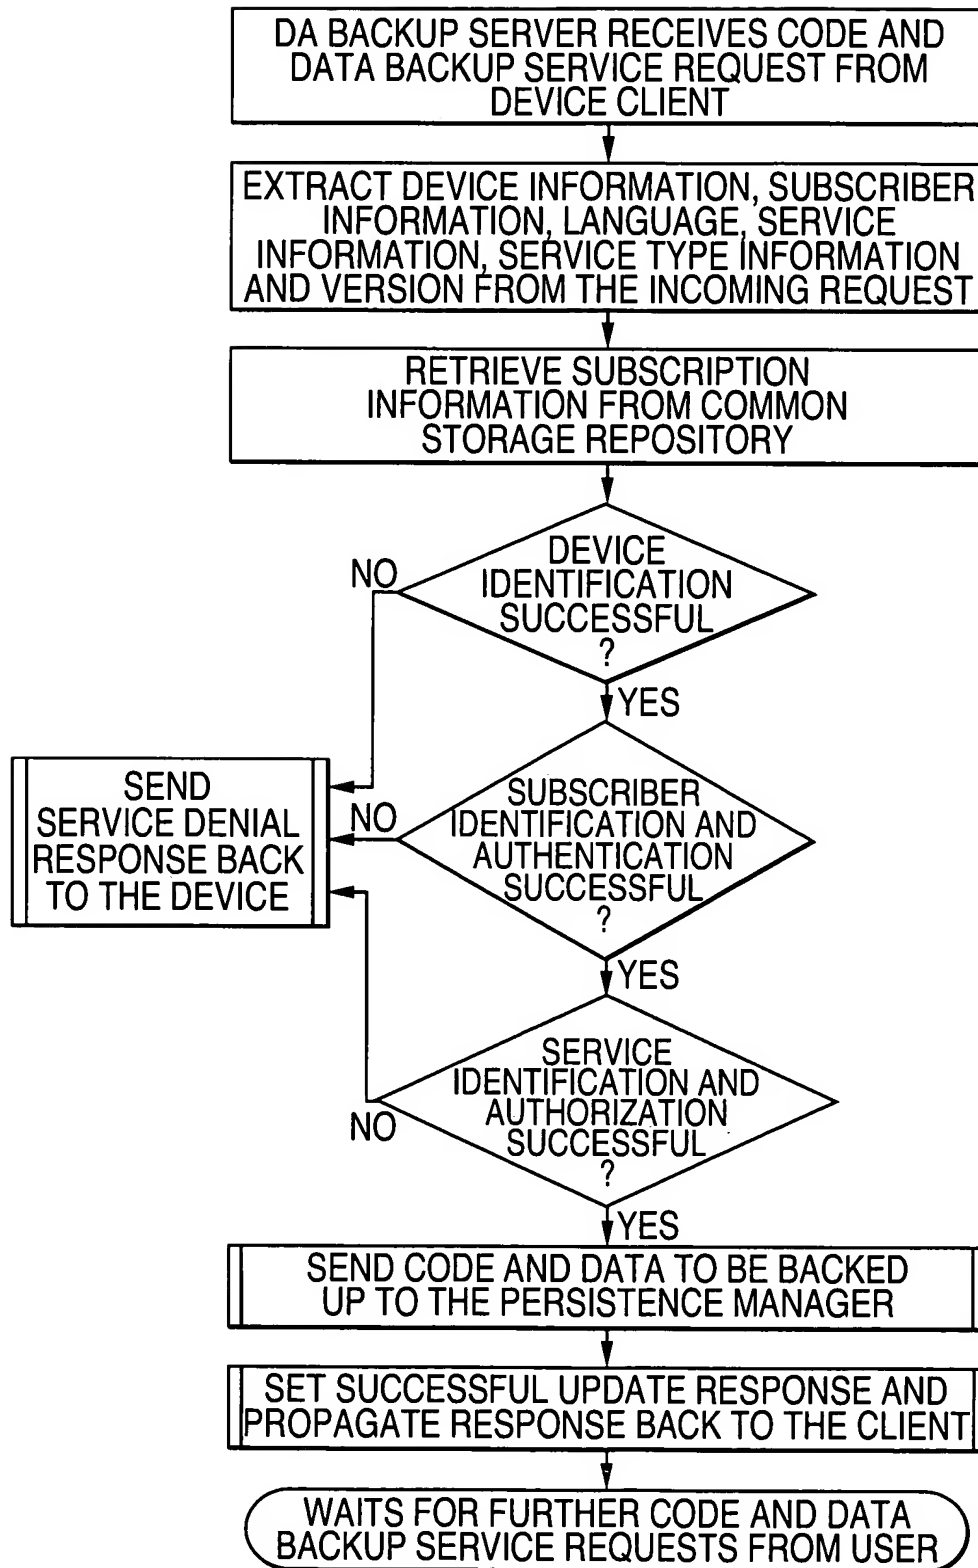 DA BACKUP SERVER RECEIVES CODE AND
DATA BACKUP SERVICE REQUEST FROM
DEVICE CLIENT
EXTRACT DEVICE INFORMATION, SUBSCRIBER
INFORMATION, LANGUAGE, SERVICE
INFORMATION, SERVICE TYPE INFORMATION
AND VERSION FROM THE INCOMING REQUEST
RETRIEVE SUBSCRIPTION
INFORMATION FROM COMMON
STORAGE REPOSITORY
DEVICE
IDENTIFICATION
SUCCESSFUL
?
NO
YES
SUBSCRIBER
IDENTIFICATION AND
AUTHENTICATION
SUCCESSFUL
?
NO
SEND
SERVICE DENIAL
RESPONSE BACK
TO THE DEVICE
YES
SERVICE
IDENTIFICATION AND
AUTHORIZATION
SUCCESSFUL
?
NO
YES
SEND CODE AND DATA TO BE BACKED
UP TO THE PERSISTENCE MANAGER
SET SUCCESSFUL UPDATE RESPONSE AND
PROPAGATE RESPONSE BACK TO THE CLIENT
WAITS FOR FURTHER CODE AND DATA
BACKUP SERVICE REQUESTS FROM USER